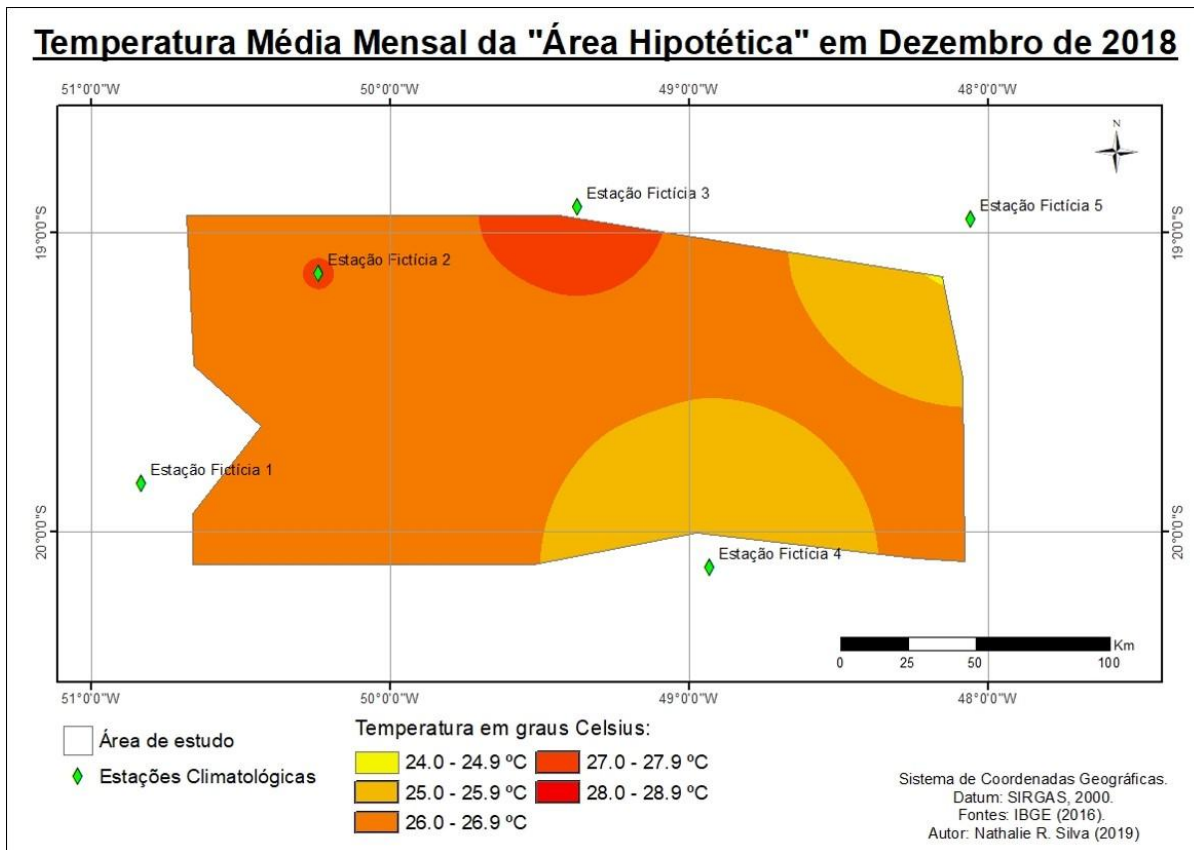 Temperatura Média Mensal da "Área Hipotética" em Dezembro de 2018
51°0'0"W
50°0'0"W
49°0'0"W
48°0'0"W
N
Estação Fictícia 3
Estação Fictícia 5
19°0'0"S
19°0'0"S
Estação Fictícia 2
Estação Fictícia 1
20°0'0"S
20°0'0"S
Estação Fictícia 4
Km
0 25 50 100
51°0'0"W
50°0'0"W
49°0'0"W
48°0'0"W
Área de estudo
Estações Climatológicas
Temperatura em graus Celsius:
24.0 - 24.9 ºC
25.0 - 25.9 ºC
26.0 - 26.9 ºC
27.0 - 27.9 ºC
28.0 - 28.9 ºC
Sistema de Coordenadas Geográficas.
Datum: SIRGAS, 2000.
Fontes: IBGE (2016).
Autor: Nathalie R. Silva (2019)